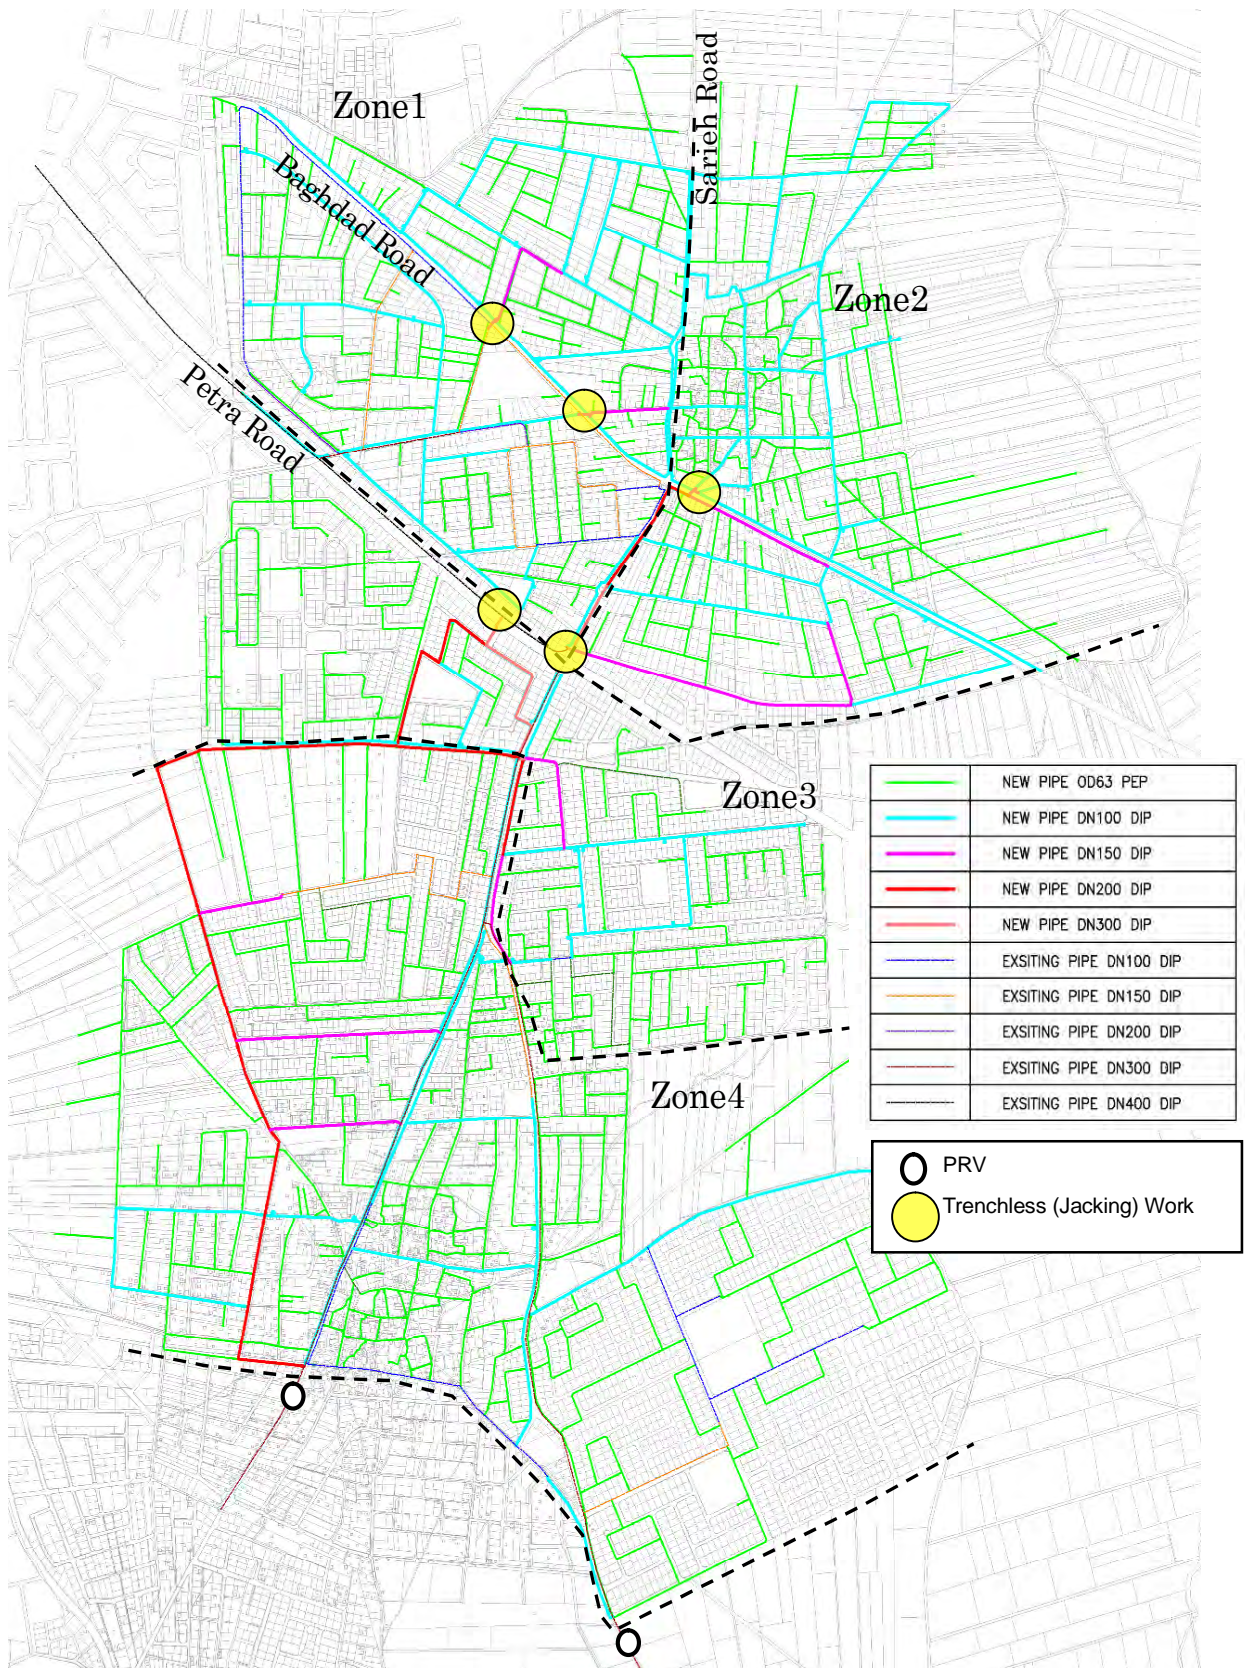 Zone1
Sarieh Road
Baghdad Road
Zone2
Petra Road
Zone3
NEW PIPE OD63 PEP
NEW PIPE DN100 DIP
NEW PIPE DN150 DIP
NEW PIPE DN200 DIP
NEW PIPE DN300 DIP
EXSITING PIPE DN100 DIP
EXSITING PIPE DN150 DIP
EXSITING PIPE DN200 DIP
EXSITING PIPE DN300 DIP
EXSITING PIPE DN400 DIP
Zone4
PRV
Trenchless (Jacking) Work